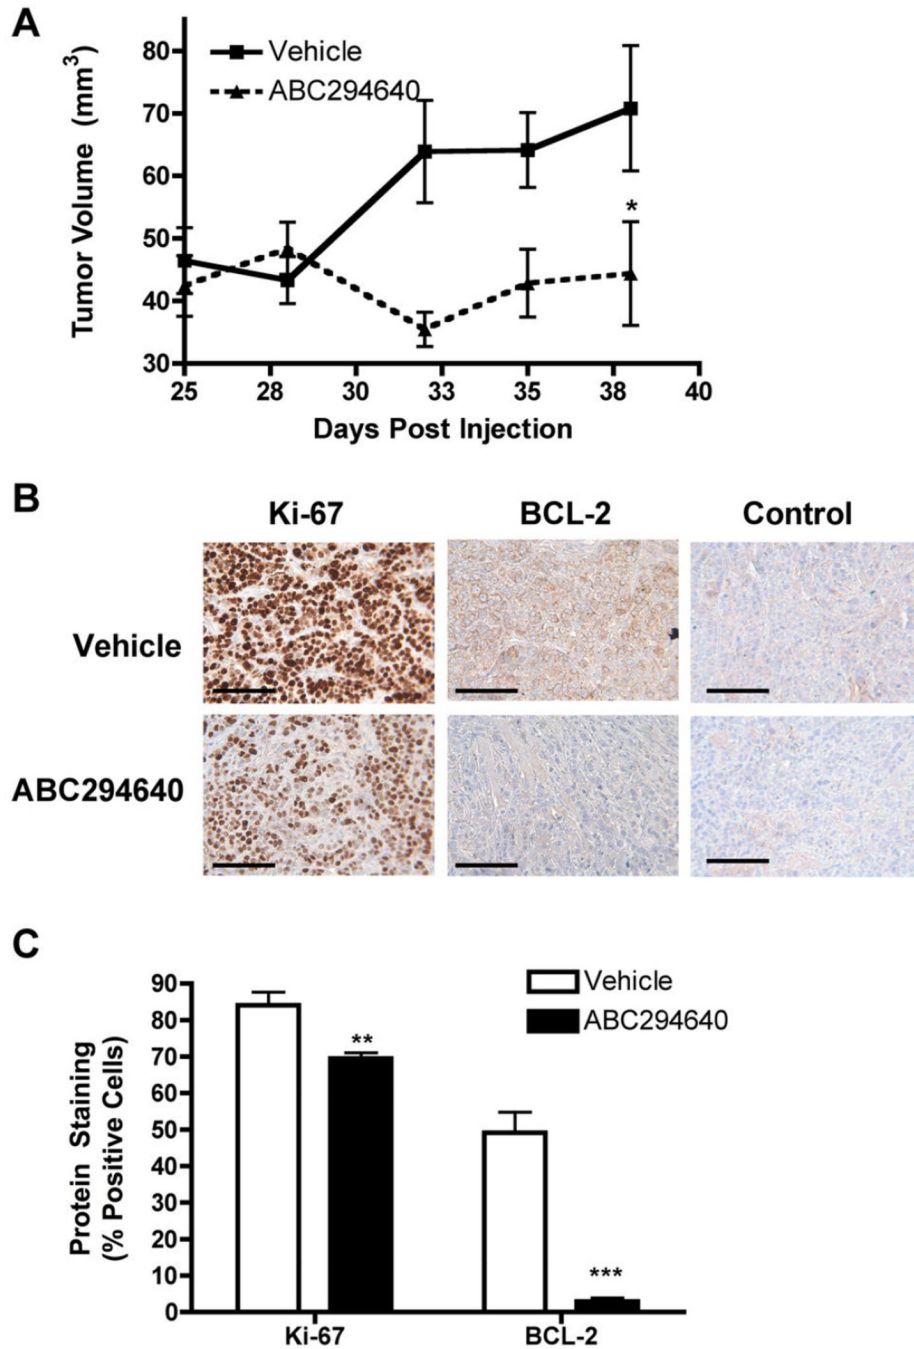 A
Vehicle
ABC294640
Tumor Volume (mm3)
80
70
60
50
40
30
*
25 28 30 33 35 38 40
Days Post Injection
B
Ki-67 BCL-2 Control
Vehicle
ABC294640
C
Vehicle
ABC294640
Protein Staining
(% Positive Cells)
90
80
70
60
50
40
30
20
10
0
**
***
Ki-67 BCL-2